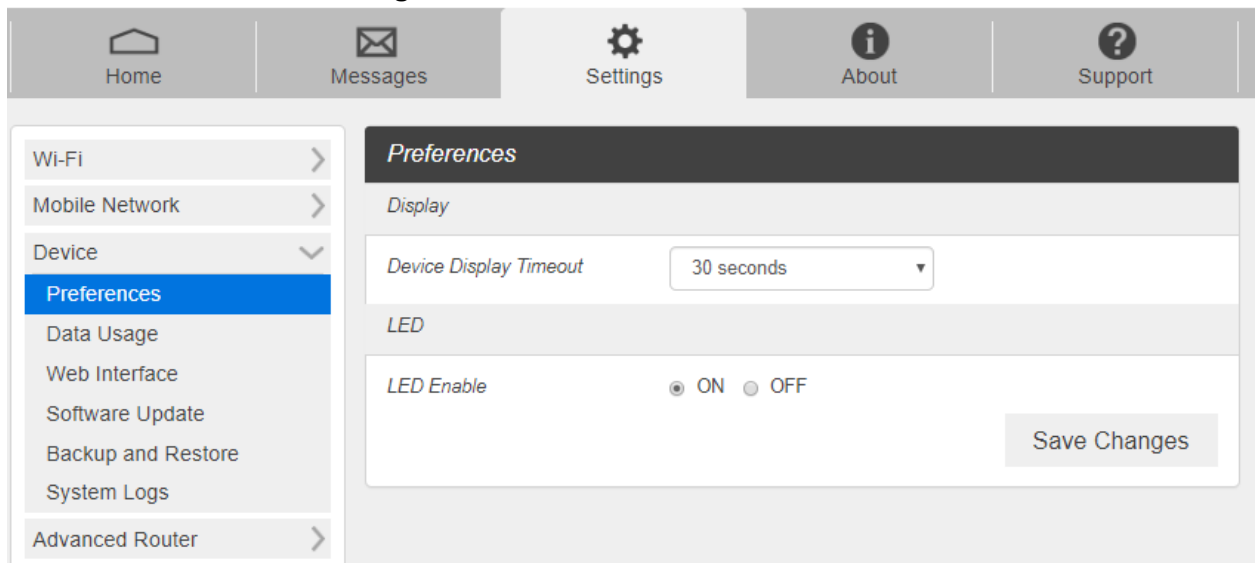 Home Messages Settings About Support
Wi-Fi
Mobile Network
Device
Preferences
Data Usage
Web Interface
Software Update
Backup and Restore
System Logs
Advanced Router
Preferences
Display
Device Display Timeout 30 seconds
LED
LED Enable ON OFF
Save Changes